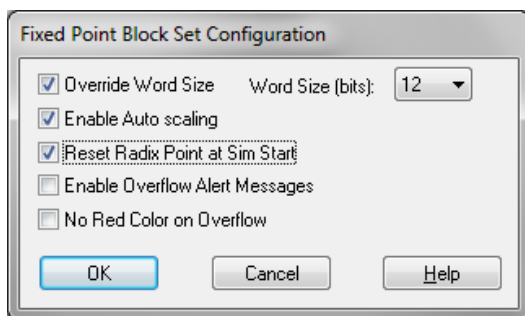 Fixed Point Block Set Configuration
Override Word Size Word Size (bits): 12
Enable Auto scaling
Reset Radix Point at Sim Start
Enable Overflow Alert Messages
No Red Color on Overflow
OK Cancel Help